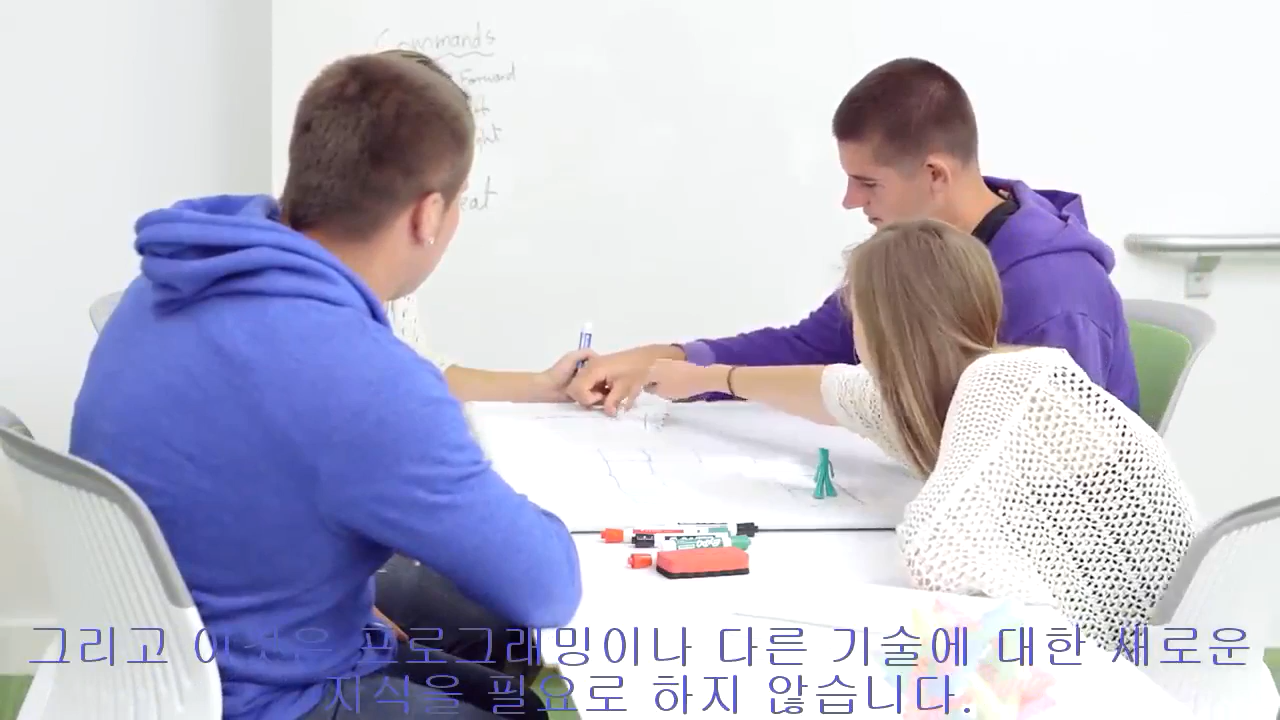 Commands
Forward
그리고 이것은 프로그래밍이나 다른 기술에 대한 새로운
지식을 필요로 하지 않습니다.